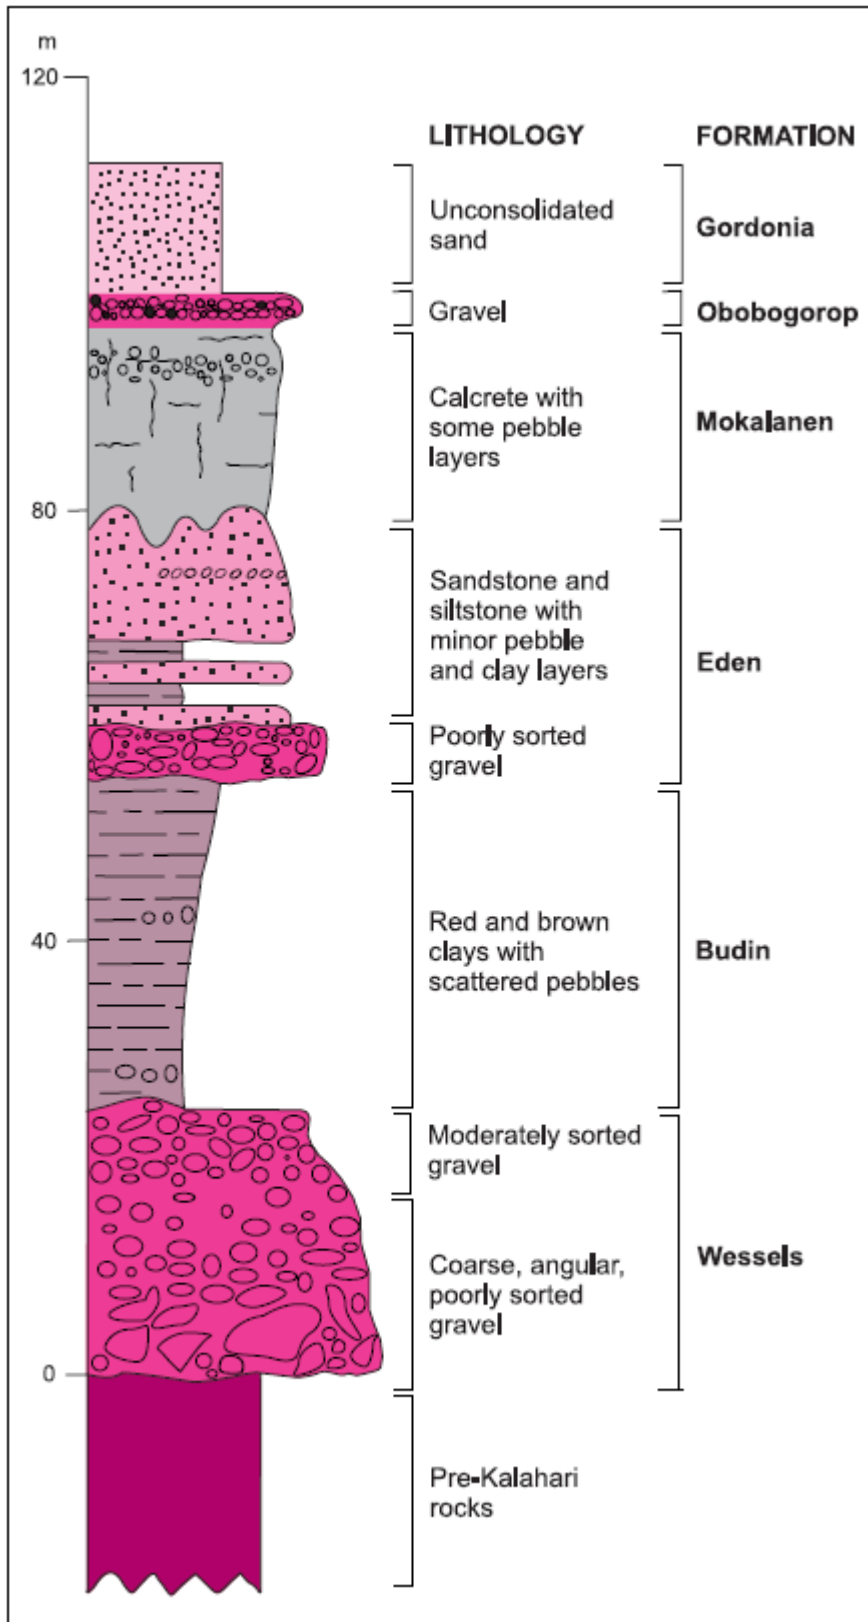 m
120
LITHOLOGY
FORMATION
Unconsolidated
sand
Gordonia
Gravel
Obobogorop
Calcrete with
some pebble
layers
Mokalanen
80
Sandstone and
siltstone with
minor pebble
and clay layers
Eden
Poorly sorted
gravel
40
Red and brown
clays with
scattered pebbles
Budin
Moderately sorted
gravel
Wessels
Coarse, angular,
poorly sorted
gravel
0
Pre-Kalahari
rocks